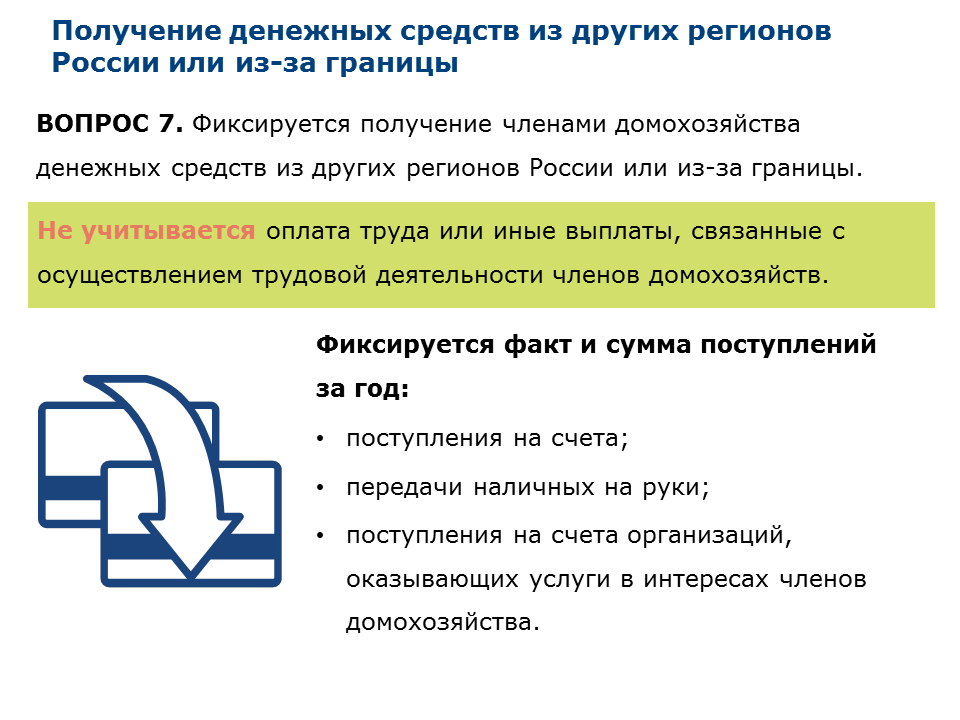 Получение денежных средств из других регионов
России или из-за границы
ВОПРОС 7. Фиксируется получение членами домохозяйства
денежных средств из других регионов России или из-за границы.
Не учитывается оплата труда или иные выплаты, связанные с
осуществлением трудовой деятельности членов домохозяйств.
Фиксируется факт и сумма поступлений
за год:
• поступления на счета;
• передачи наличных на руки;
• поступления на счета организаций,
оказывающих услуги в интересах членов
домохозяйства.